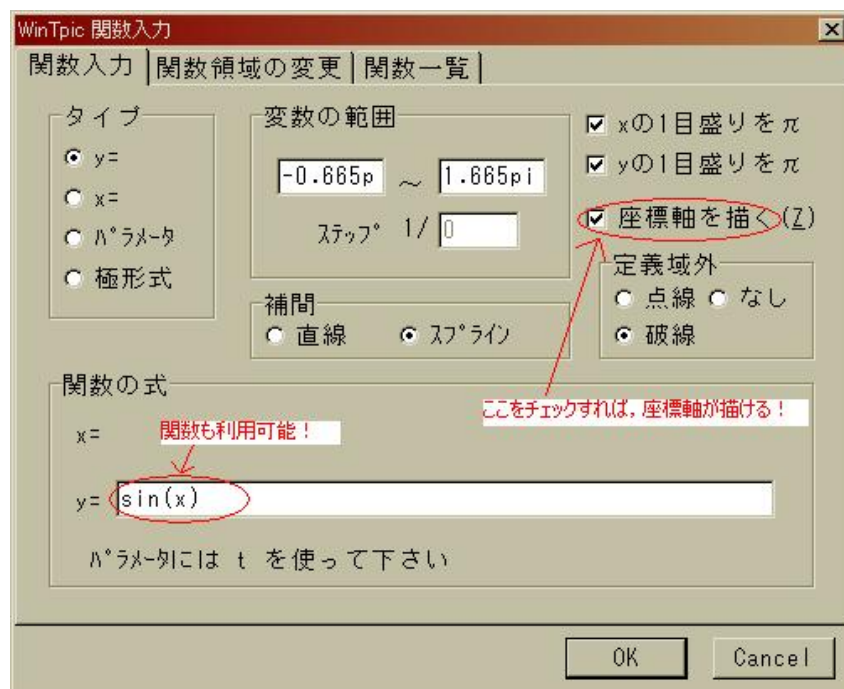 WinTpic 関数入力
関数入力 関数領域の変更 関数一覧
タイプ
y=
x=
パラメータ
極形式
変数の範囲
-0.665p ～ 1.665pi
ステップ 1/ 0
xの1目盛りをπ
yの1目盛りをπ
座標軸を描く(Z)
補間
直線 スプライン
定義域外
点線 なし
破線
関数の式
ここをチェックすれば，座標軸が描ける！
x= 関数も利用可能！
y= sin(x)
パラメータには t を使って下さい
OK Cancel